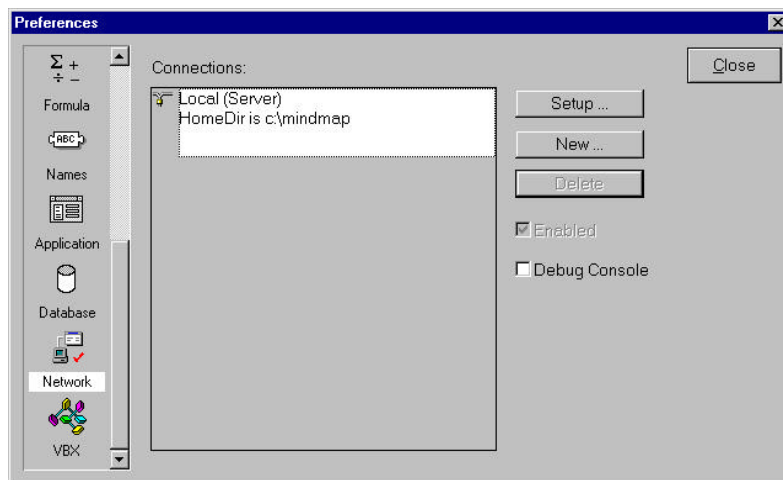 Preferences
Σ +
÷ −
Formula
ABC
Names
Application
Database
Network
VBX
Connections:
Local (Server)
HomeDir is c:\mindmap
Close
Setup ...
New ...
Delete
Enabled
Debug Console